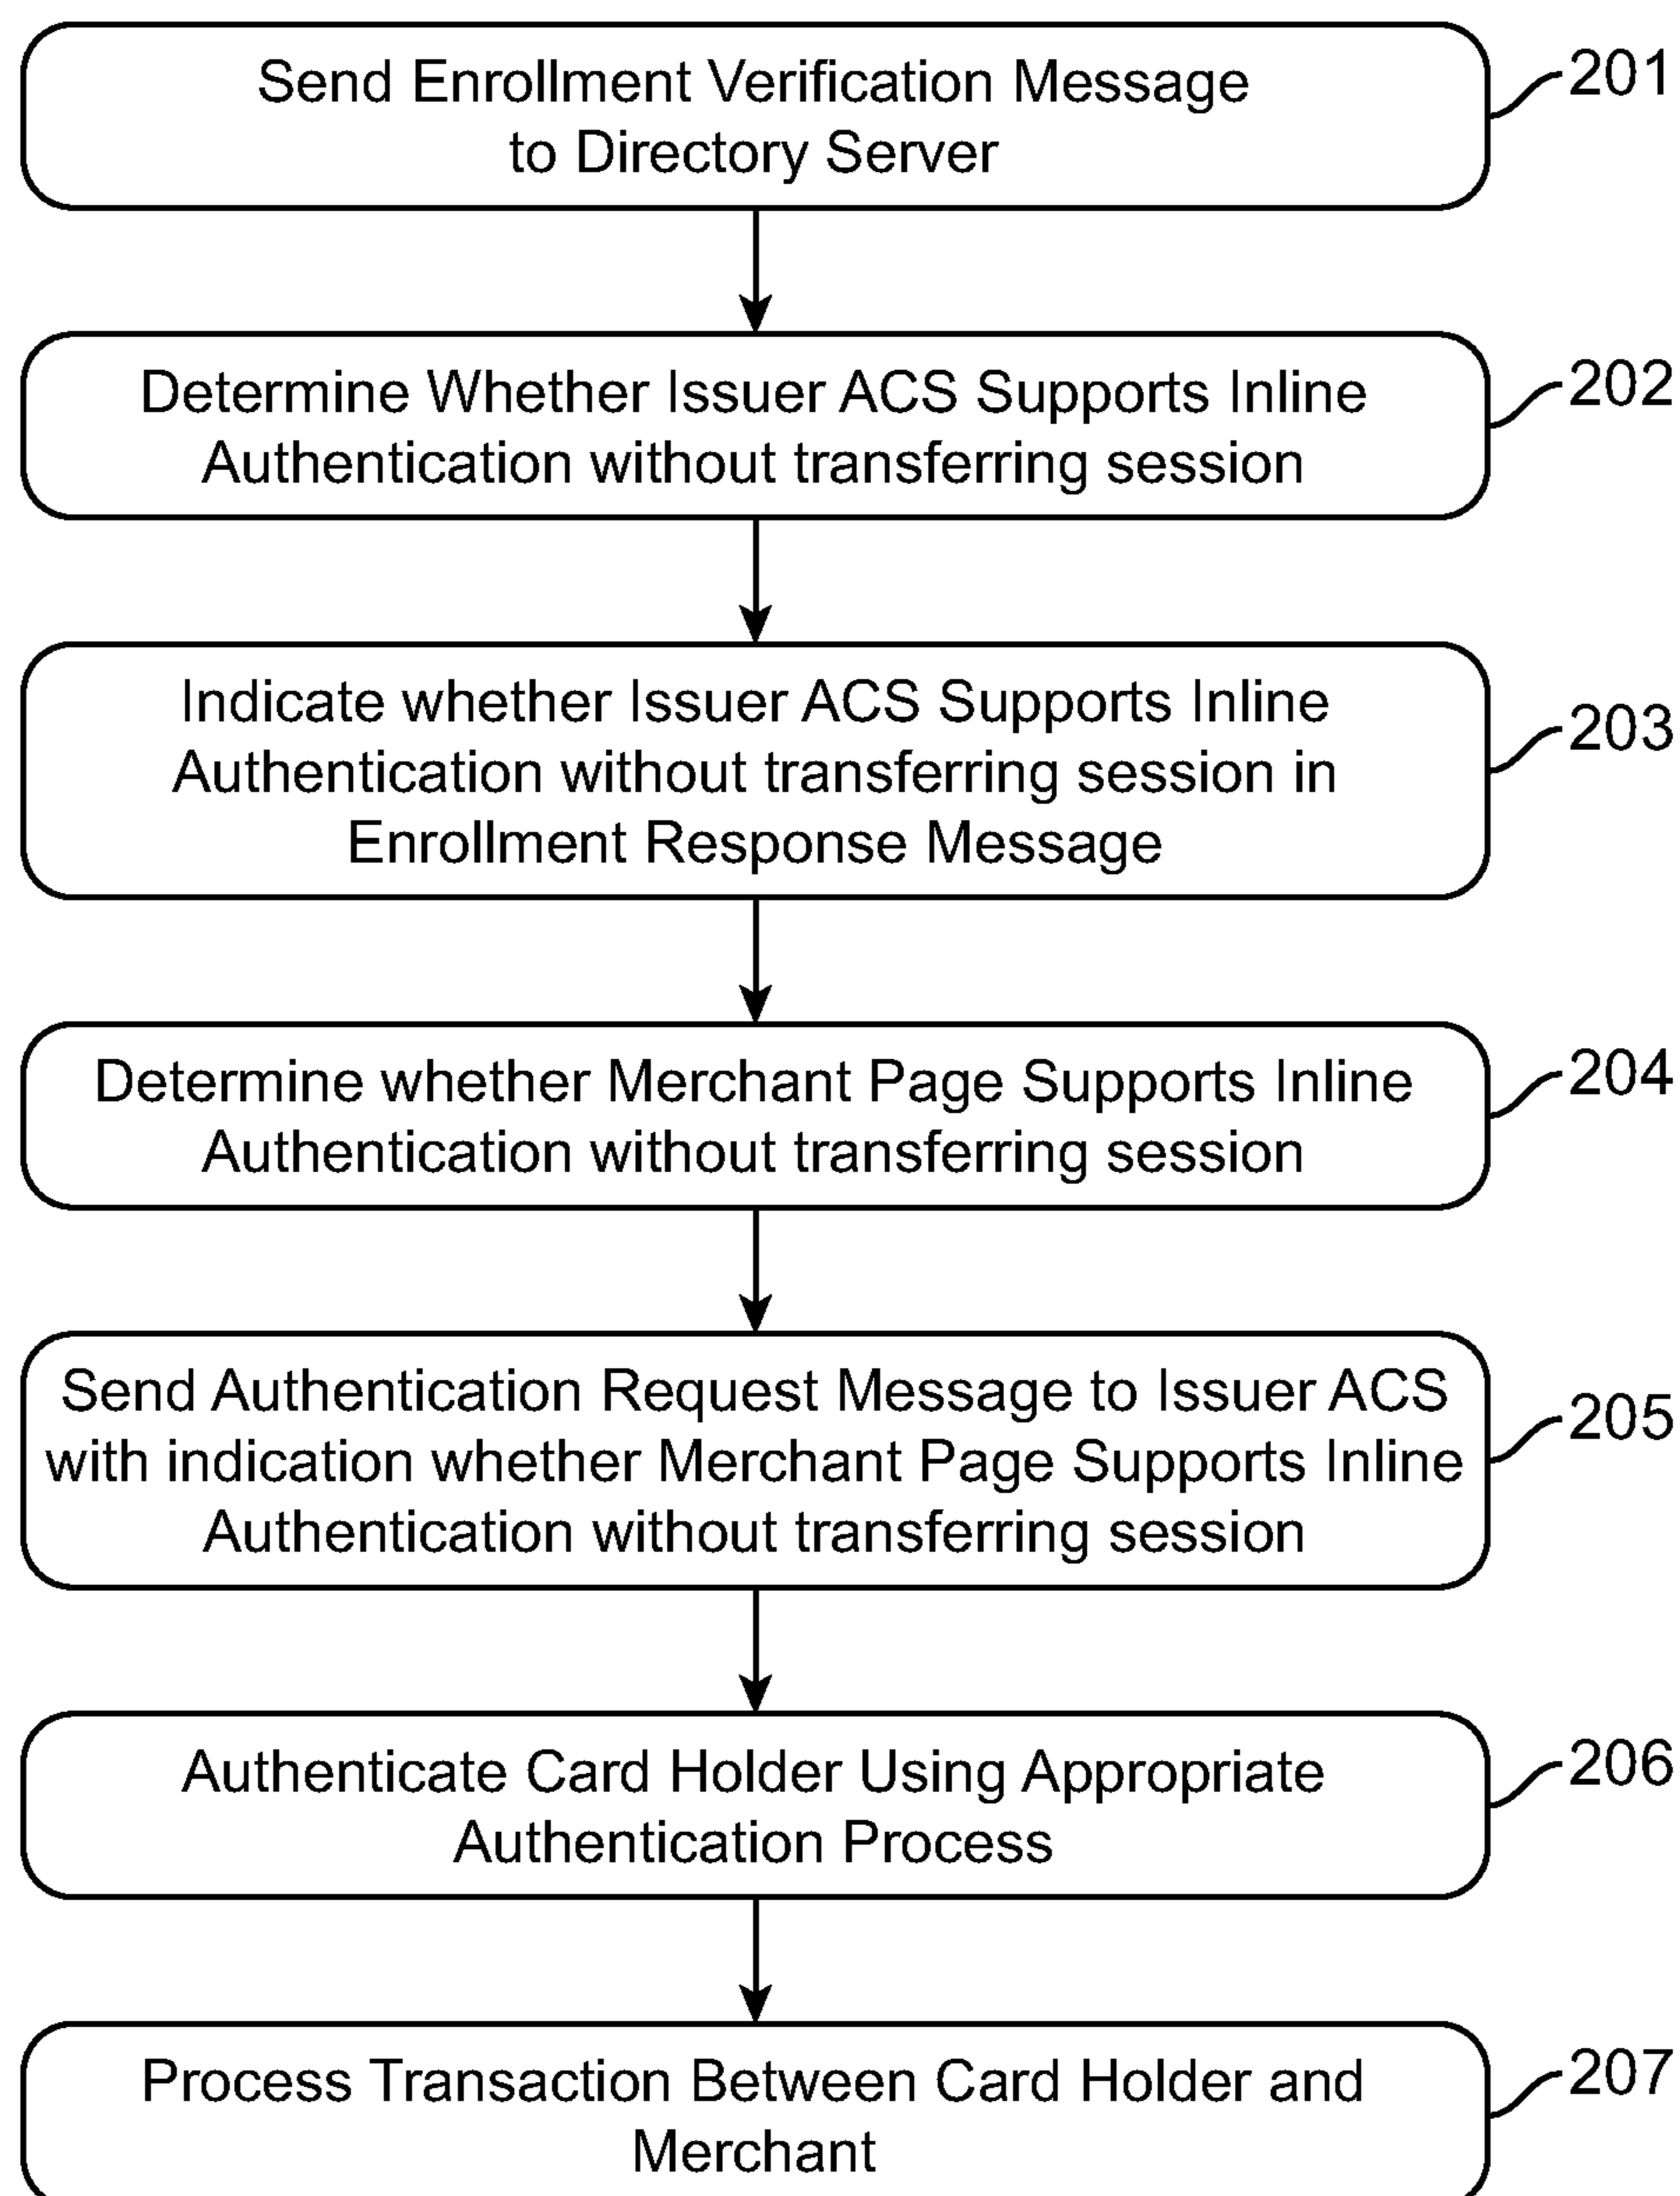 Send Enrollment Verification Message
to Directory Server
201
Determine Whether Issuer ACS Supports Inline
Authentication without transferring session
202
Indicate whether Issuer ACS Supports Inline
Authentication without transferring session in
Enrollment Response Message
203
Determine whether Merchant Page Supports Inline
Authentication without transferring session
204
Send Authentication Request Message to Issuer ACS
with indication whether Merchant Page Supports Inline
Authentication without transferring session
205
Authenticate Card Holder Using Appropriate
Authentication Process
206
Process Transaction Between Card Holder and
Merchant
207